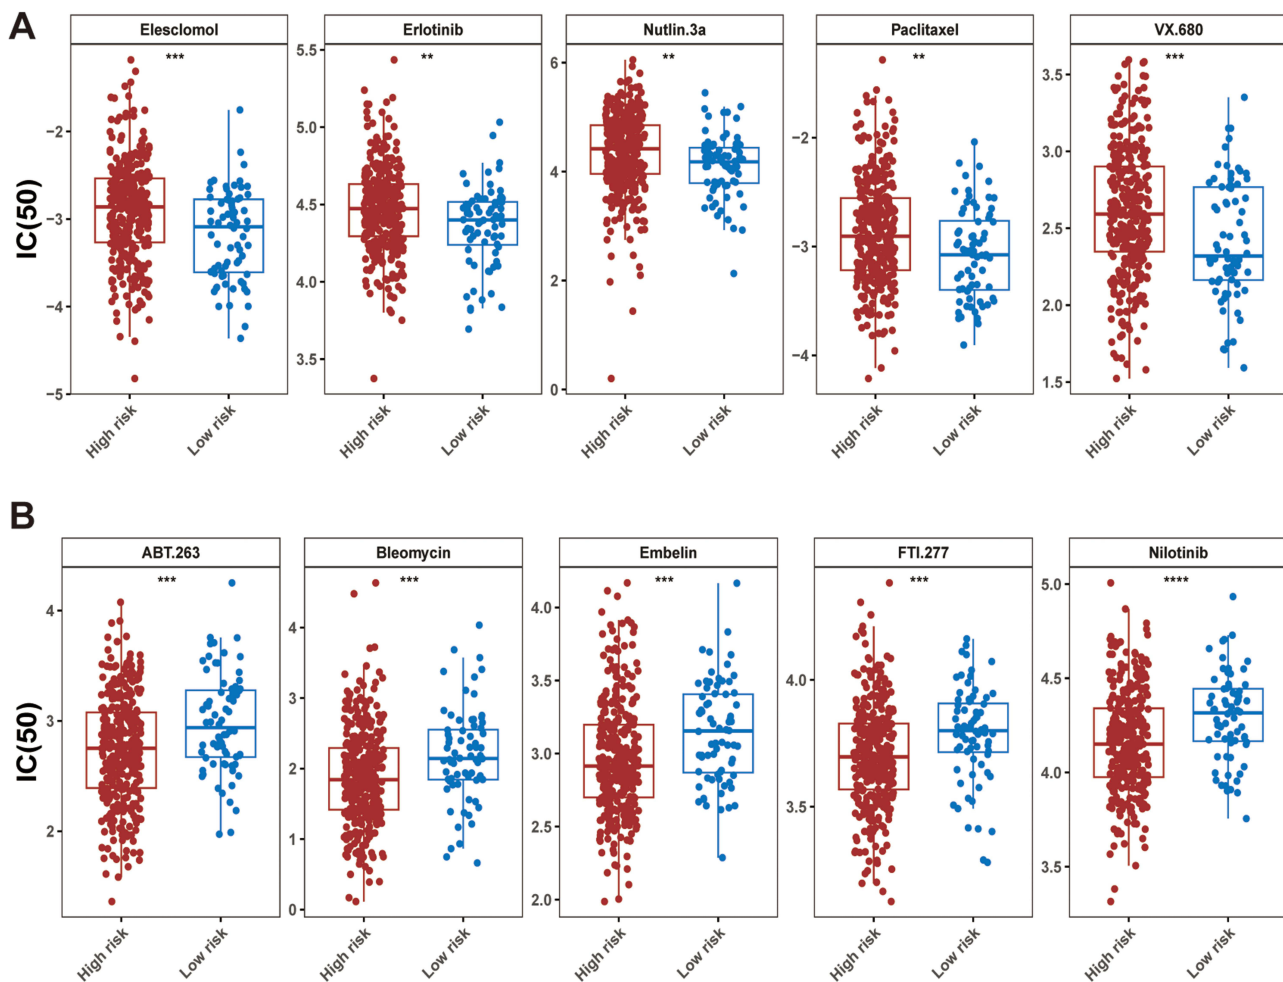 A
Elesclomol
Erlotinib
Nutlin.3a
Paclitaxel
VX.680
***
**
**
**
***
IC(50)
−2
−3
−4
−5
5.5
5.0
4.5
4.0
3.5
6
4
2
0
−2
−3
−4
3.5
3.0
2.5
2.0
1.5
High risk
Low risk
High risk
Low risk
High risk
Low risk
High risk
Low risk
High risk
Low risk
B
ABT.263
Bleomycin
Embelin
FTI.277
Nilotinib
***
***
***
***
****
IC(50)
4
3
2
4
3
2
1
0
4.0
3.5
3.0
2.5
2.0
4.0
3.5
5.0
4.5
4.0
3.5
High risk
Low risk
High risk
Low risk
High risk
Low risk
High risk
Low risk
High risk
Low risk